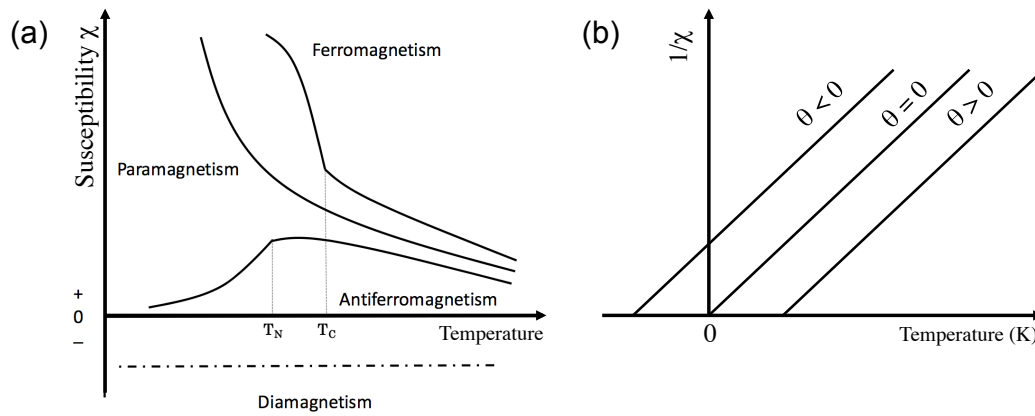 (a)
Susceptibility χ
Ferromagnetism
Paramagnetism
Antiferromagnetism
+
0
−
T_N
T_C
Temperature
Diamagnetism
(b)
1/χ
θ < 0
θ = 0
θ > 0
0
Temperature (K)